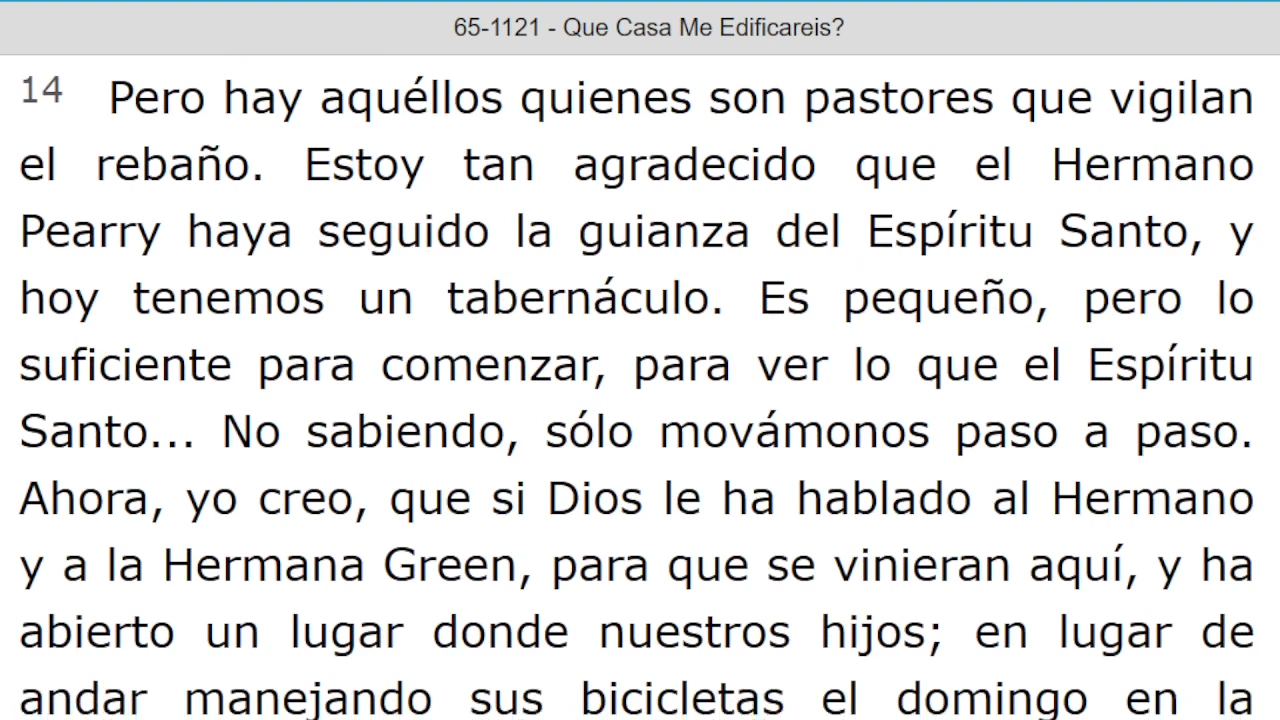 65-1121 - Que Casa Me Edificareis?
14 Pero hay aquéllos quienes son pastores que vigilan
el rebaño. Estoy tan agradecido que el Hermano
Pearry haya seguido la guianza del Espíritu Santo, y
hoy tenemos un tabernáculo. Es pequeño, pero lo
suficiente para comenzar, para ver lo que el Espíritu
Santo... No sabiendo, sólo movámonos paso a paso.
Ahora, yo creo, que si Dios le ha hablado al Hermano
y a la Hermana Green, para que se vinieran aquí, y ha
abierto un lugar donde nuestros hijos; en lugar de
andar manejando sus bicicletas el domingo en la